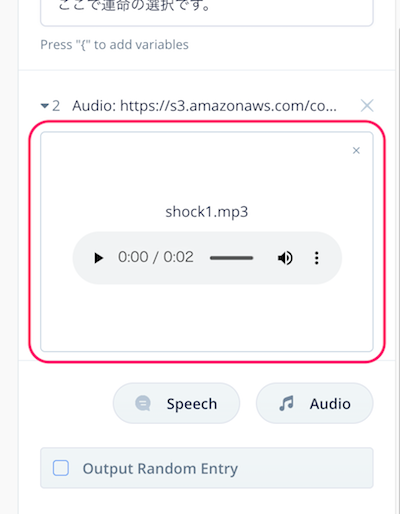 ここで運命の選択です。
Press "{" to add variables
2 Audio: https://s3.amazonaws.com/co...
shock1.mp3
0:00 / 0:02
Speech
Audio
Output Random Entry